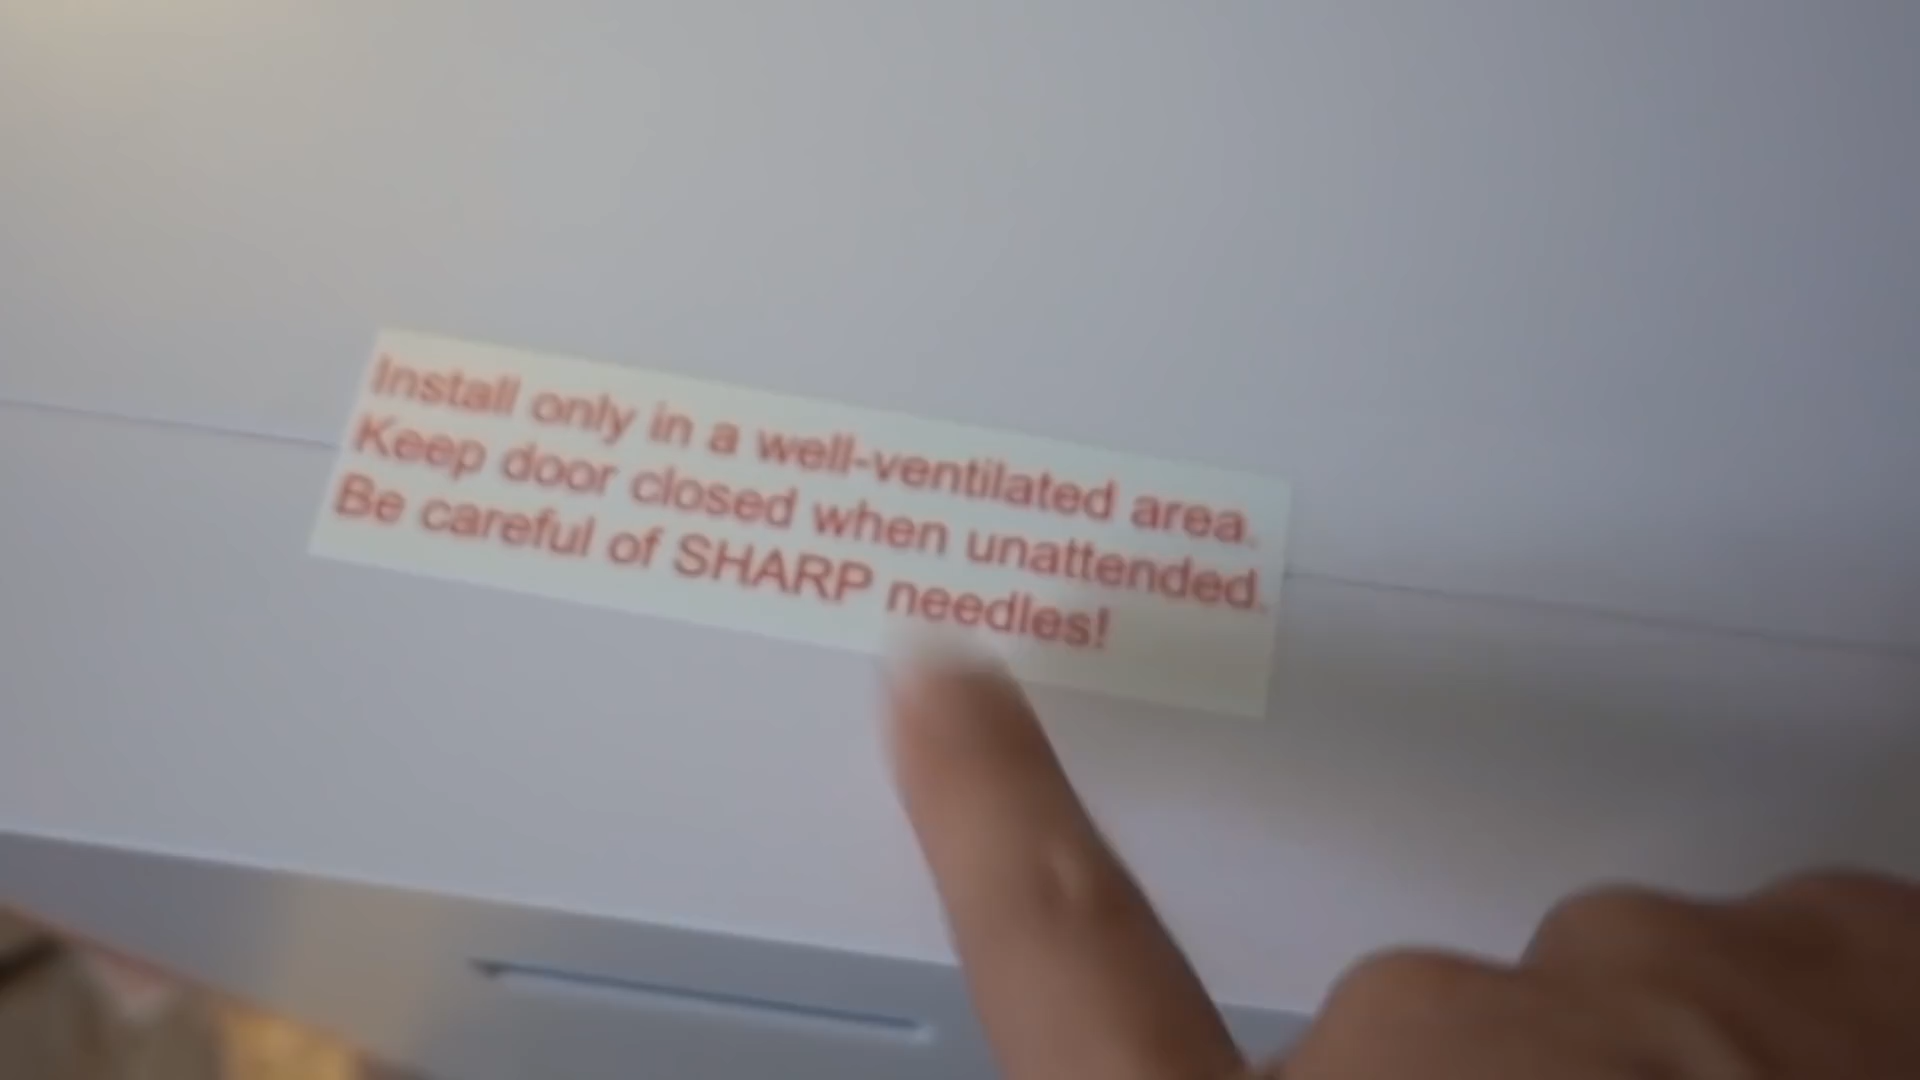 Install only in a well-ventilated area.
Keep door closed when unattended.
Be careful of SHARP needles!